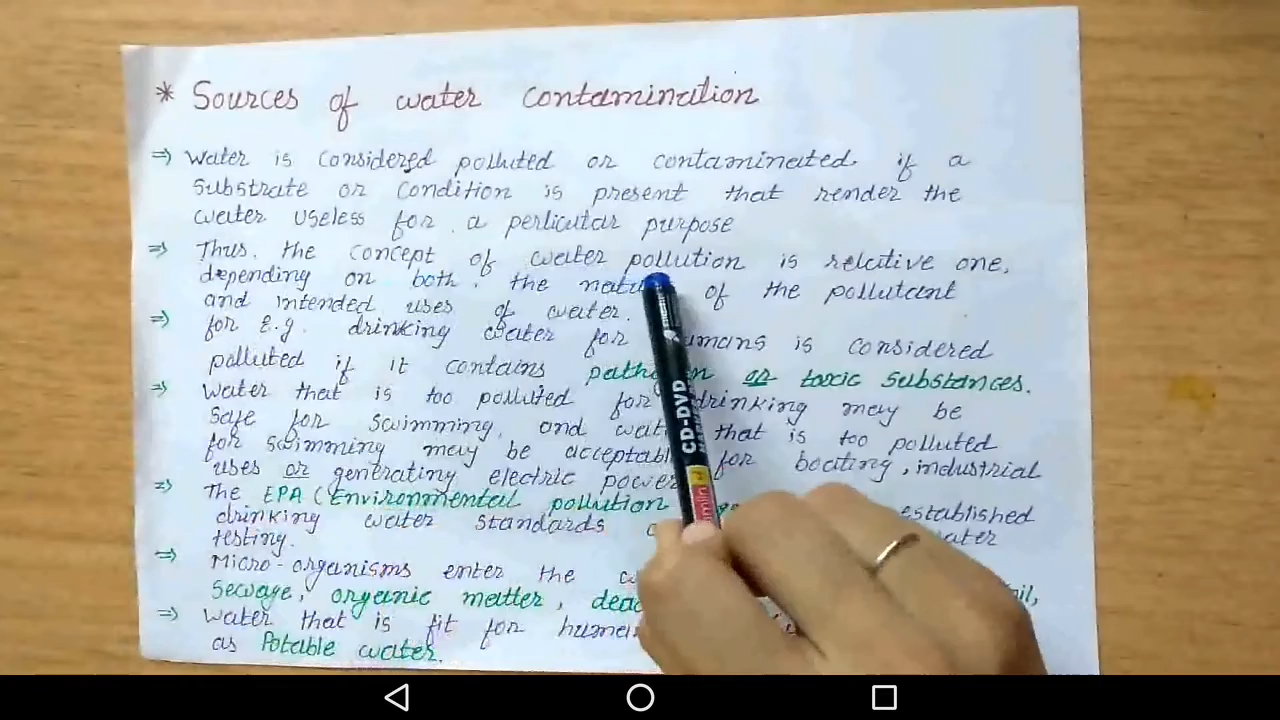 * Sources of water contamination
⇒ Water is considered polluted or contaminated, if a
substrate or condition is present that render the
water useless for a perticular purpose
⇒ Thus, the concept of water pollution is relative one,
depending on both, the of the pollutant
and intended uses of water.
⇒ for E.g. drinking water for is considered
polluted if it contains or toxic substances.
⇒ Water that is too polluted for drinking may be
safe for swimming, and that is too polluted
for swimming may be for boating, industrial
uses or generating electric power
⇒ The EPA (Environmental pollution established
drinking water standards
testing.
⇒ Micro-organisms enter the
Sewage, organic matter,
⇒ Water that is fit for
as Potable water.
CD-DVD